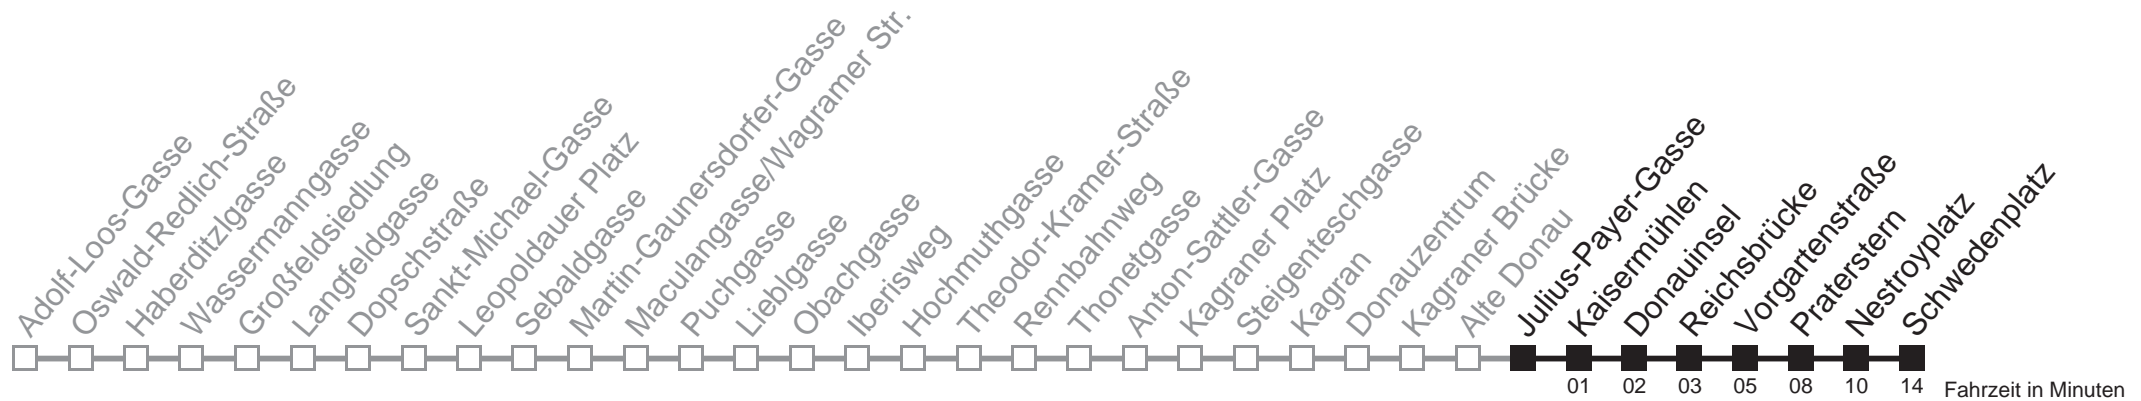 Adolf-Loos-Gasse
Oswald-Redlich-Straße
Haberditzlgasse
Wassermanngasse
Großfeldsiedlung
Langfeldgasse
Dopschstraße
Sankt-Michael-Gasse
Leopoldauer Platz
Sebaldgasse
Martin-Gaunersdorfer-Gasse
Maculangasse/Wagramer Str.
Puchgasse
Lieblgasse
Obachgasse
Iberisweg
Hochmuthgasse
Theodor-Kramer-Straße
Rennbahnweg
Thonetgasse
Anton-Sattler-Gasse
Kagraner Platz
Steigenteschgasse
Kagran
Donauzentrum
Kagraner Brücke
Alte Donau
Julius-Payer-Gasse
Kaisermühlen
Donauinsel
Reichsbrücke
Vorgartenstraße
Praterstern
Nestroyplatz
Schwedenplatz
01 02 03 05 08 10 14 Fahrzeit in Minuten